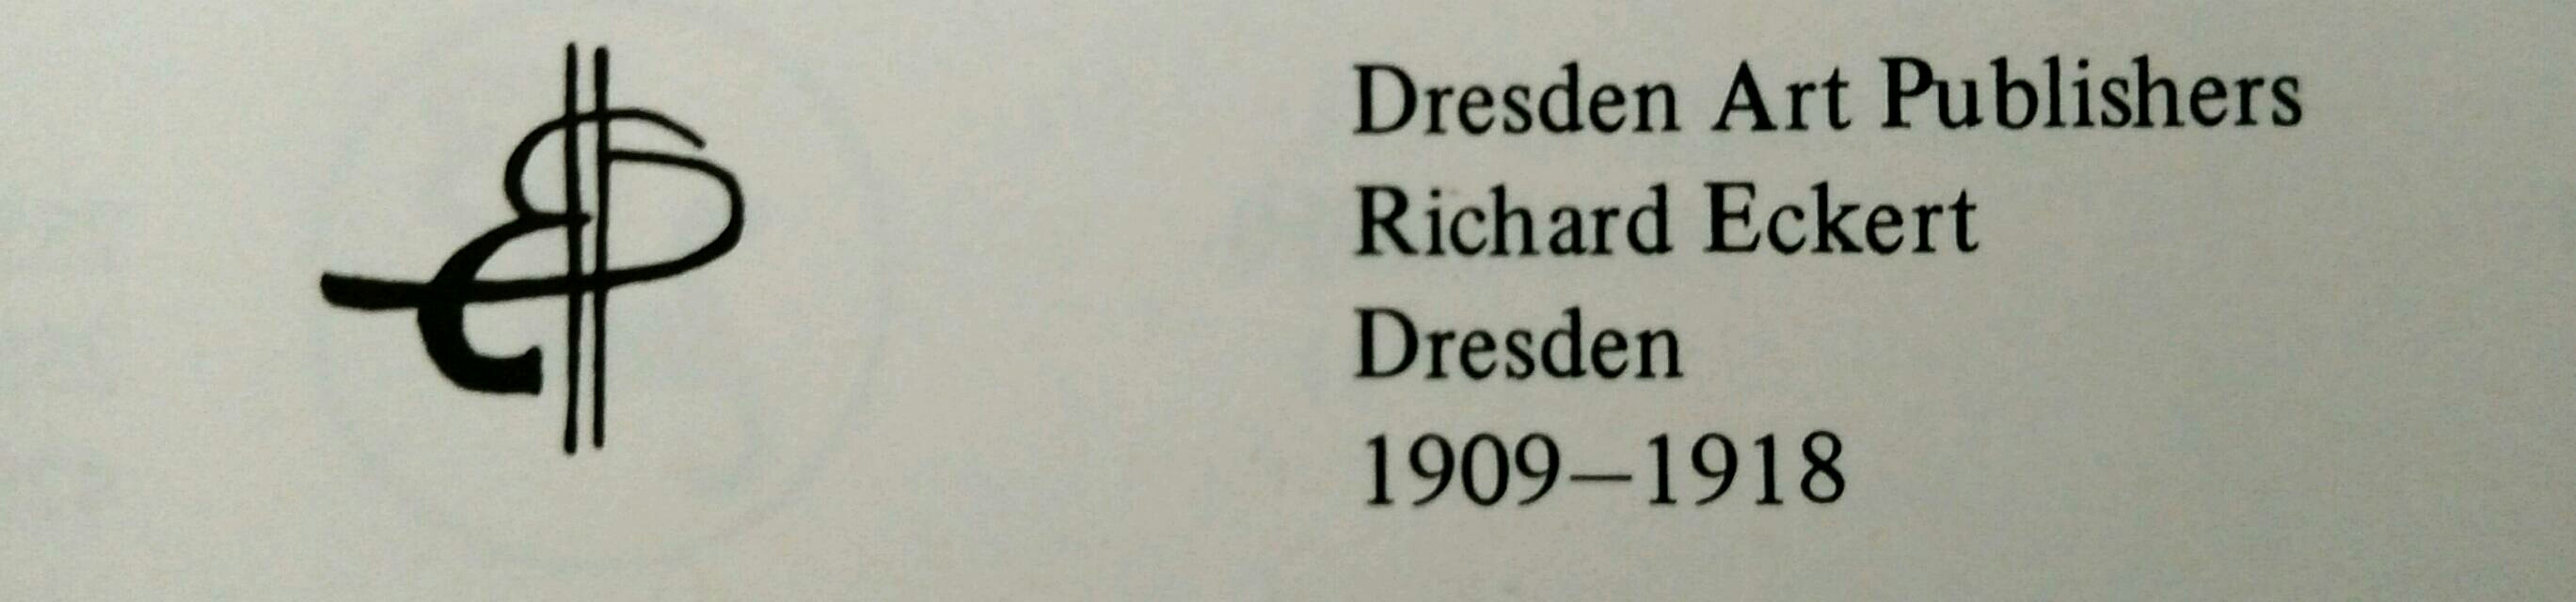 Dresden Art Publishers
Richard Eckert
Dresden
1909–1918